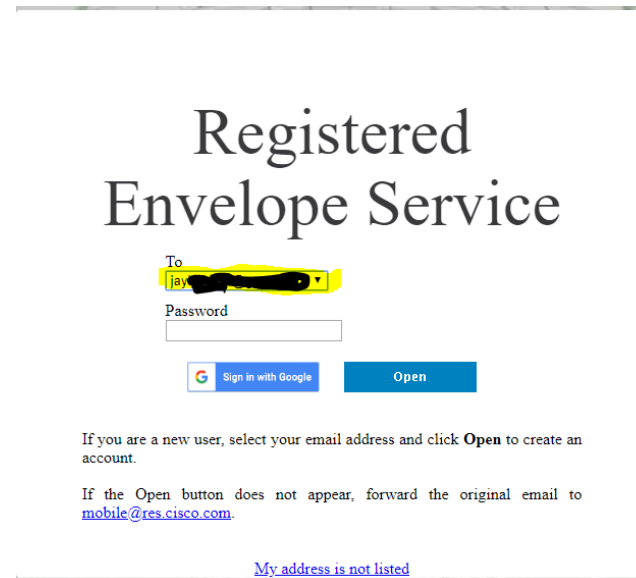 Registered
Envelope Service
To
jay
Password
Sign in with Google
Open
If you are a new user, select your email address and click Open to create an
account.
If the Open button does not appear, forward the original email to
mobile@res.cisco.com.
My address is not listed